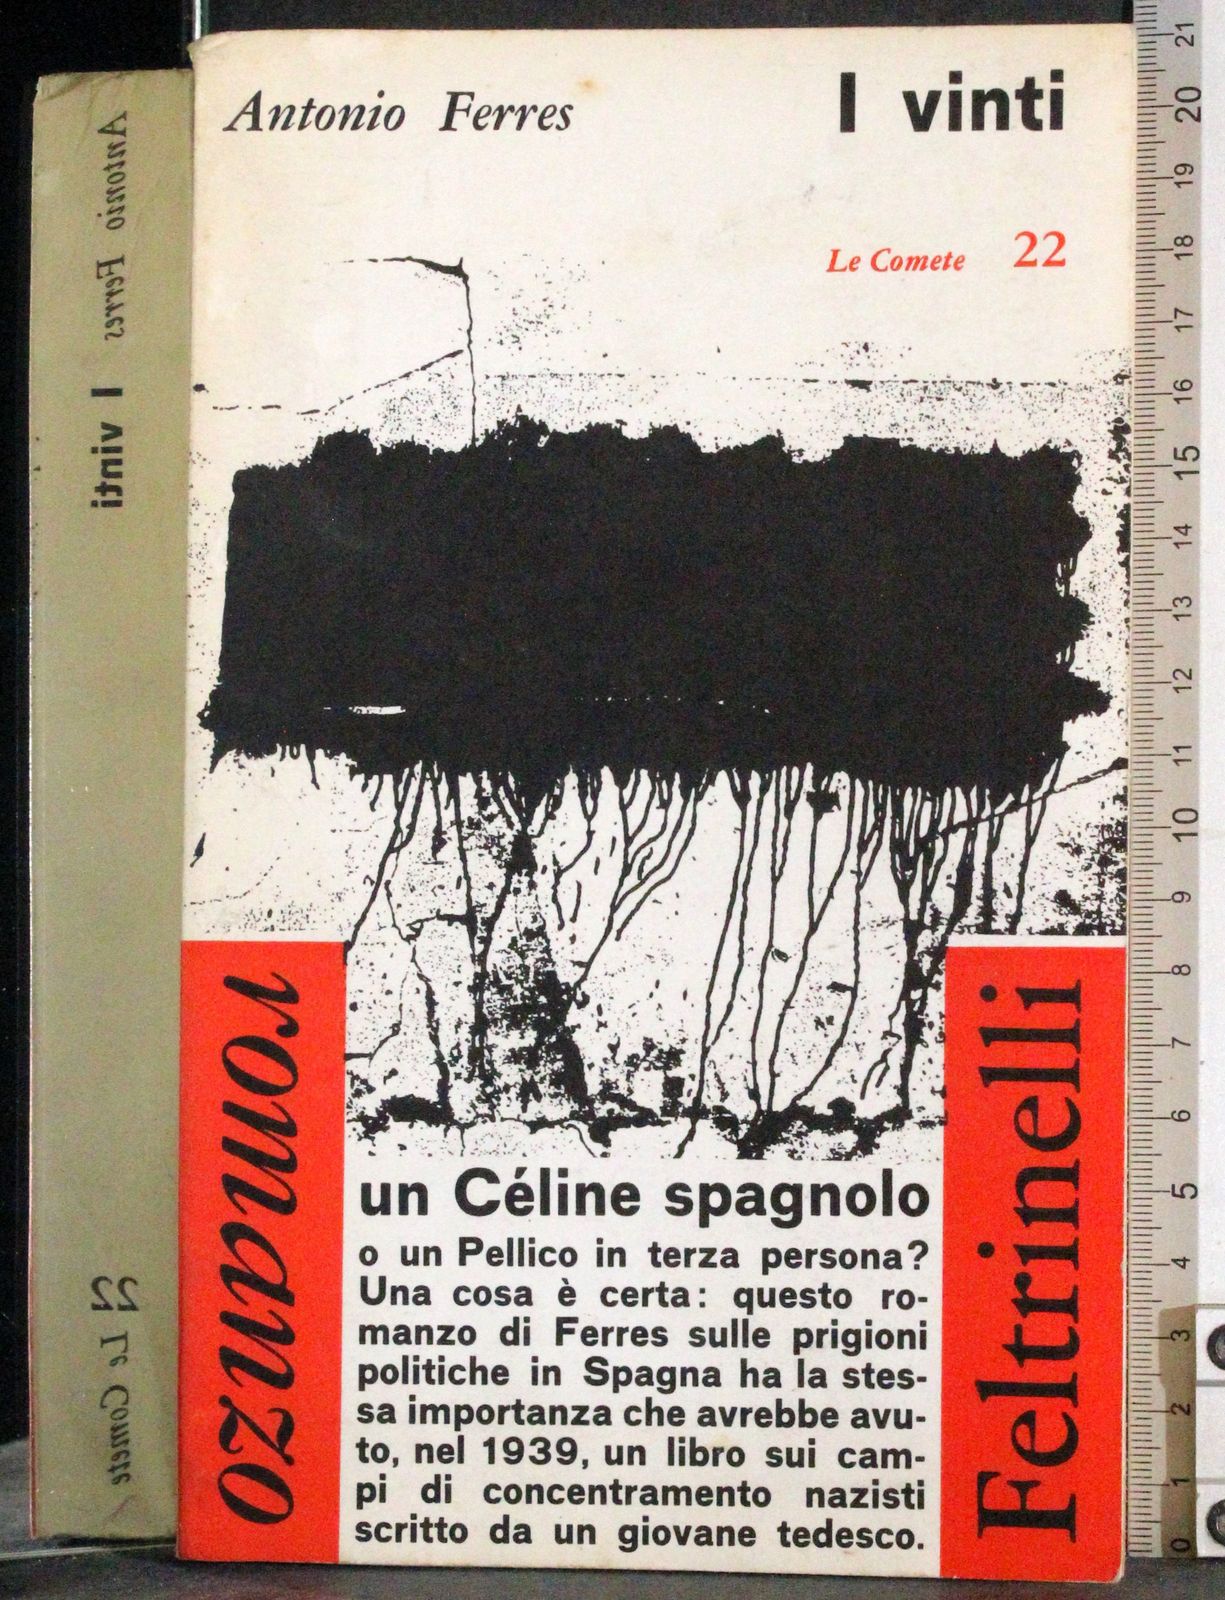 Antonio Ferres
I vinti
Le Comete 22
romanzo
Feltrinelli
un Céline spagnolo
o un Pellico in terza persona?
Una cosa è certa: questo ro-
manzo di Ferres sulle prigioni
politiche in Spagna ha la stes-
sa importanza che avrebbe avu-
to, nel 1939, un libro sui cam-
pi di concentramento nazisti
scritto da un giovane tedesco.
Antonio Ferres I vinti 22 Le Comete
21
20
19
18
17
16
15
14
13
12
11
10
9
8
7
6
5
4
3
2
1
0